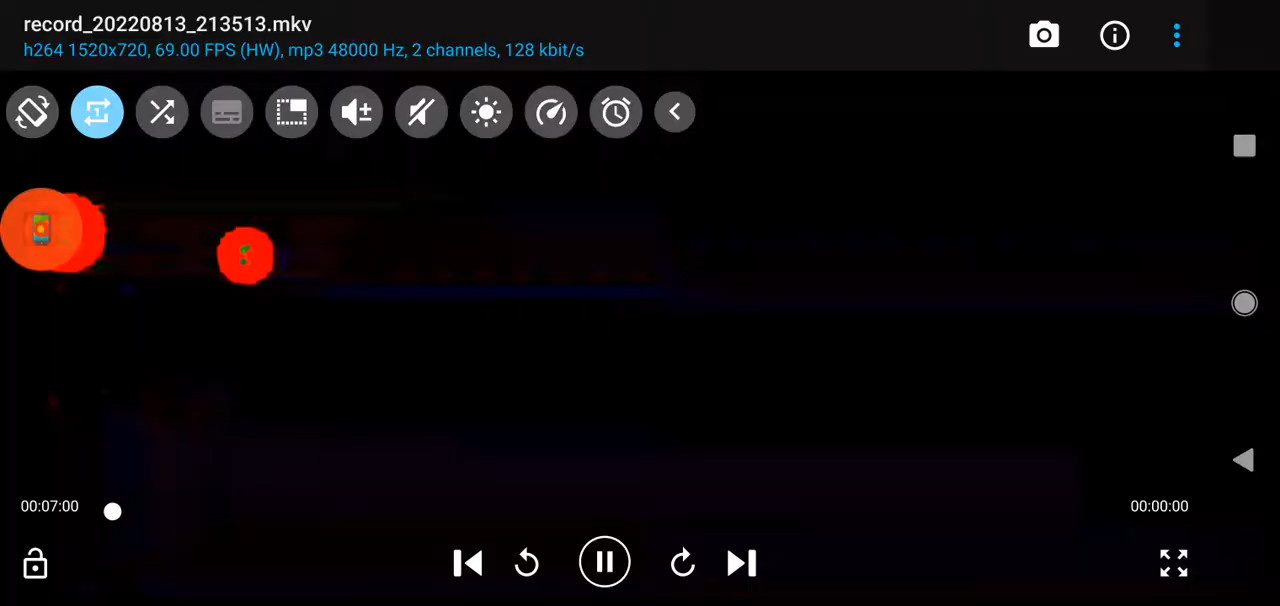 record_20220813_213513.mkv
h264 1520x720, 69.00 FPS (HW), mp3 48000 Hz, 2 channels, 128 kbit/s
1
00:07:00
00:00:00